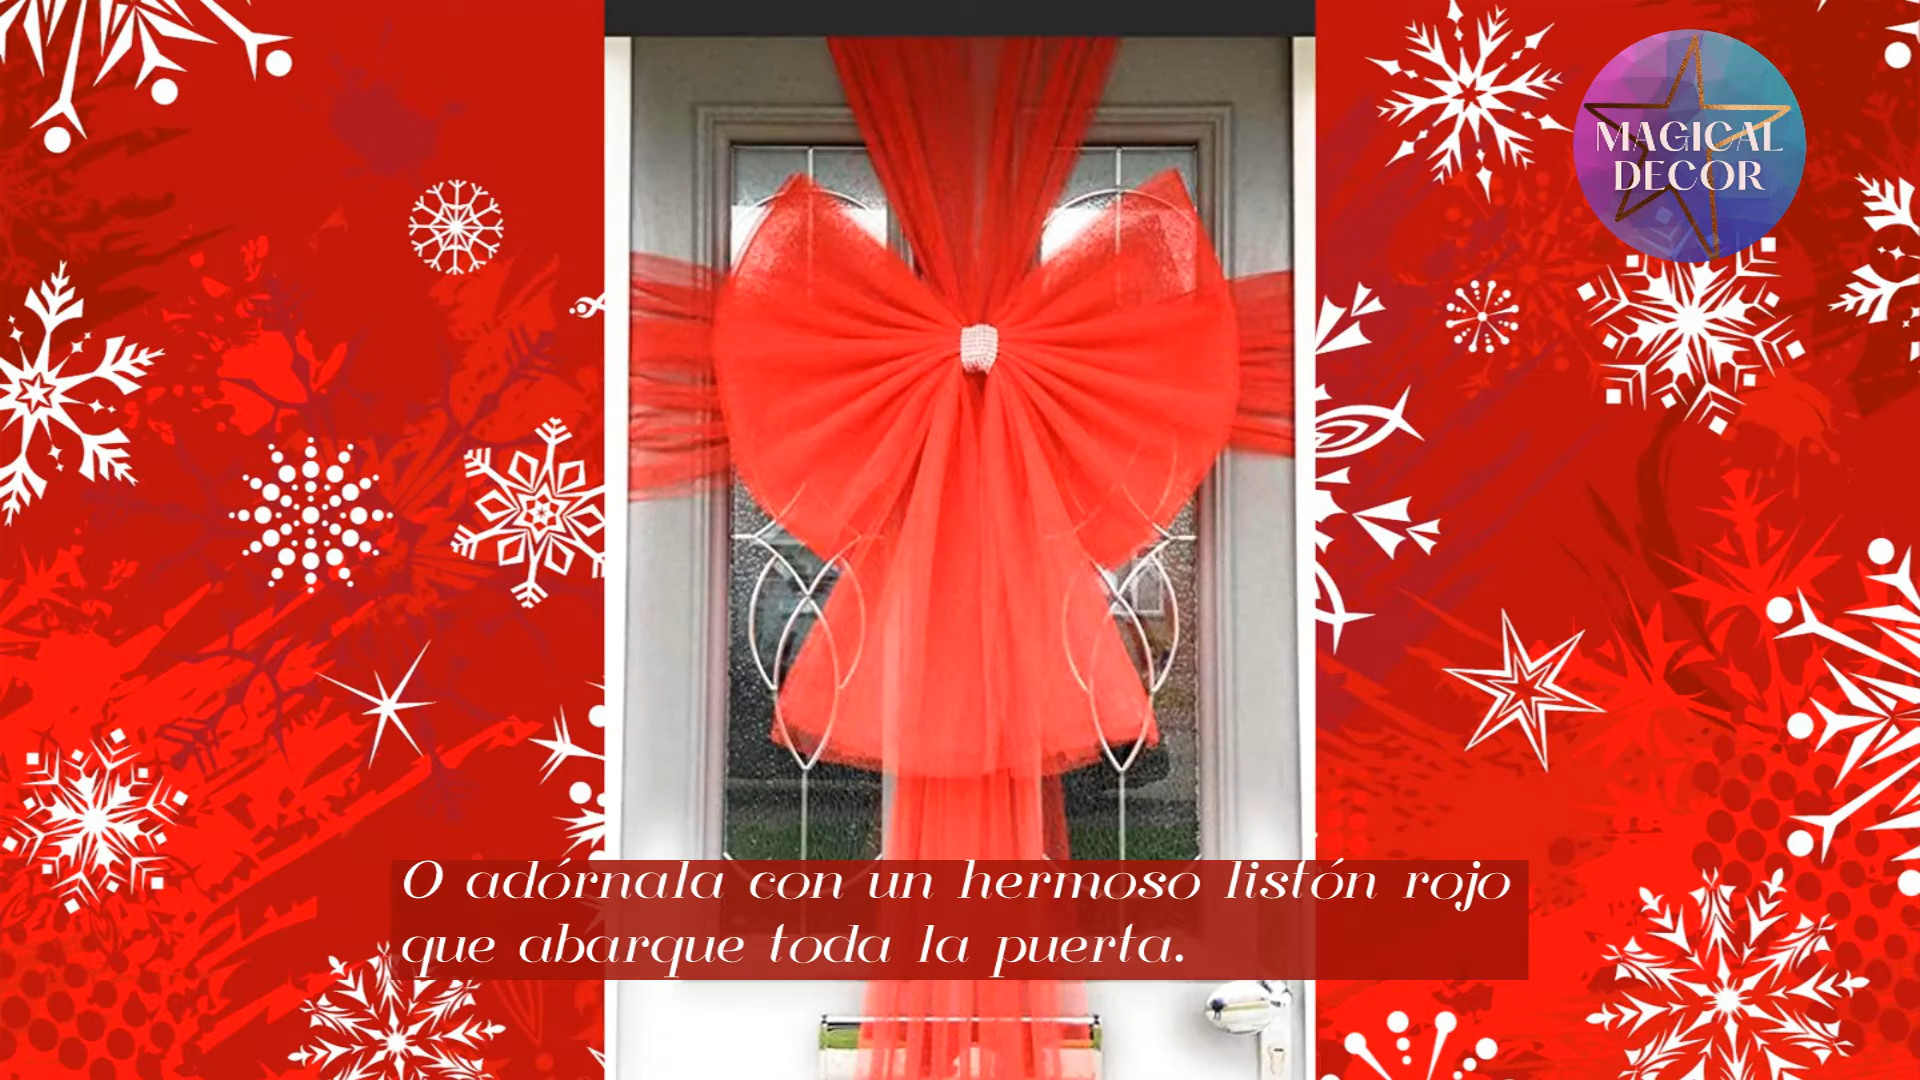 MAGICAL
DECOR
O adórnala con un hermoso listón rojo
que abarque toda la puerta.